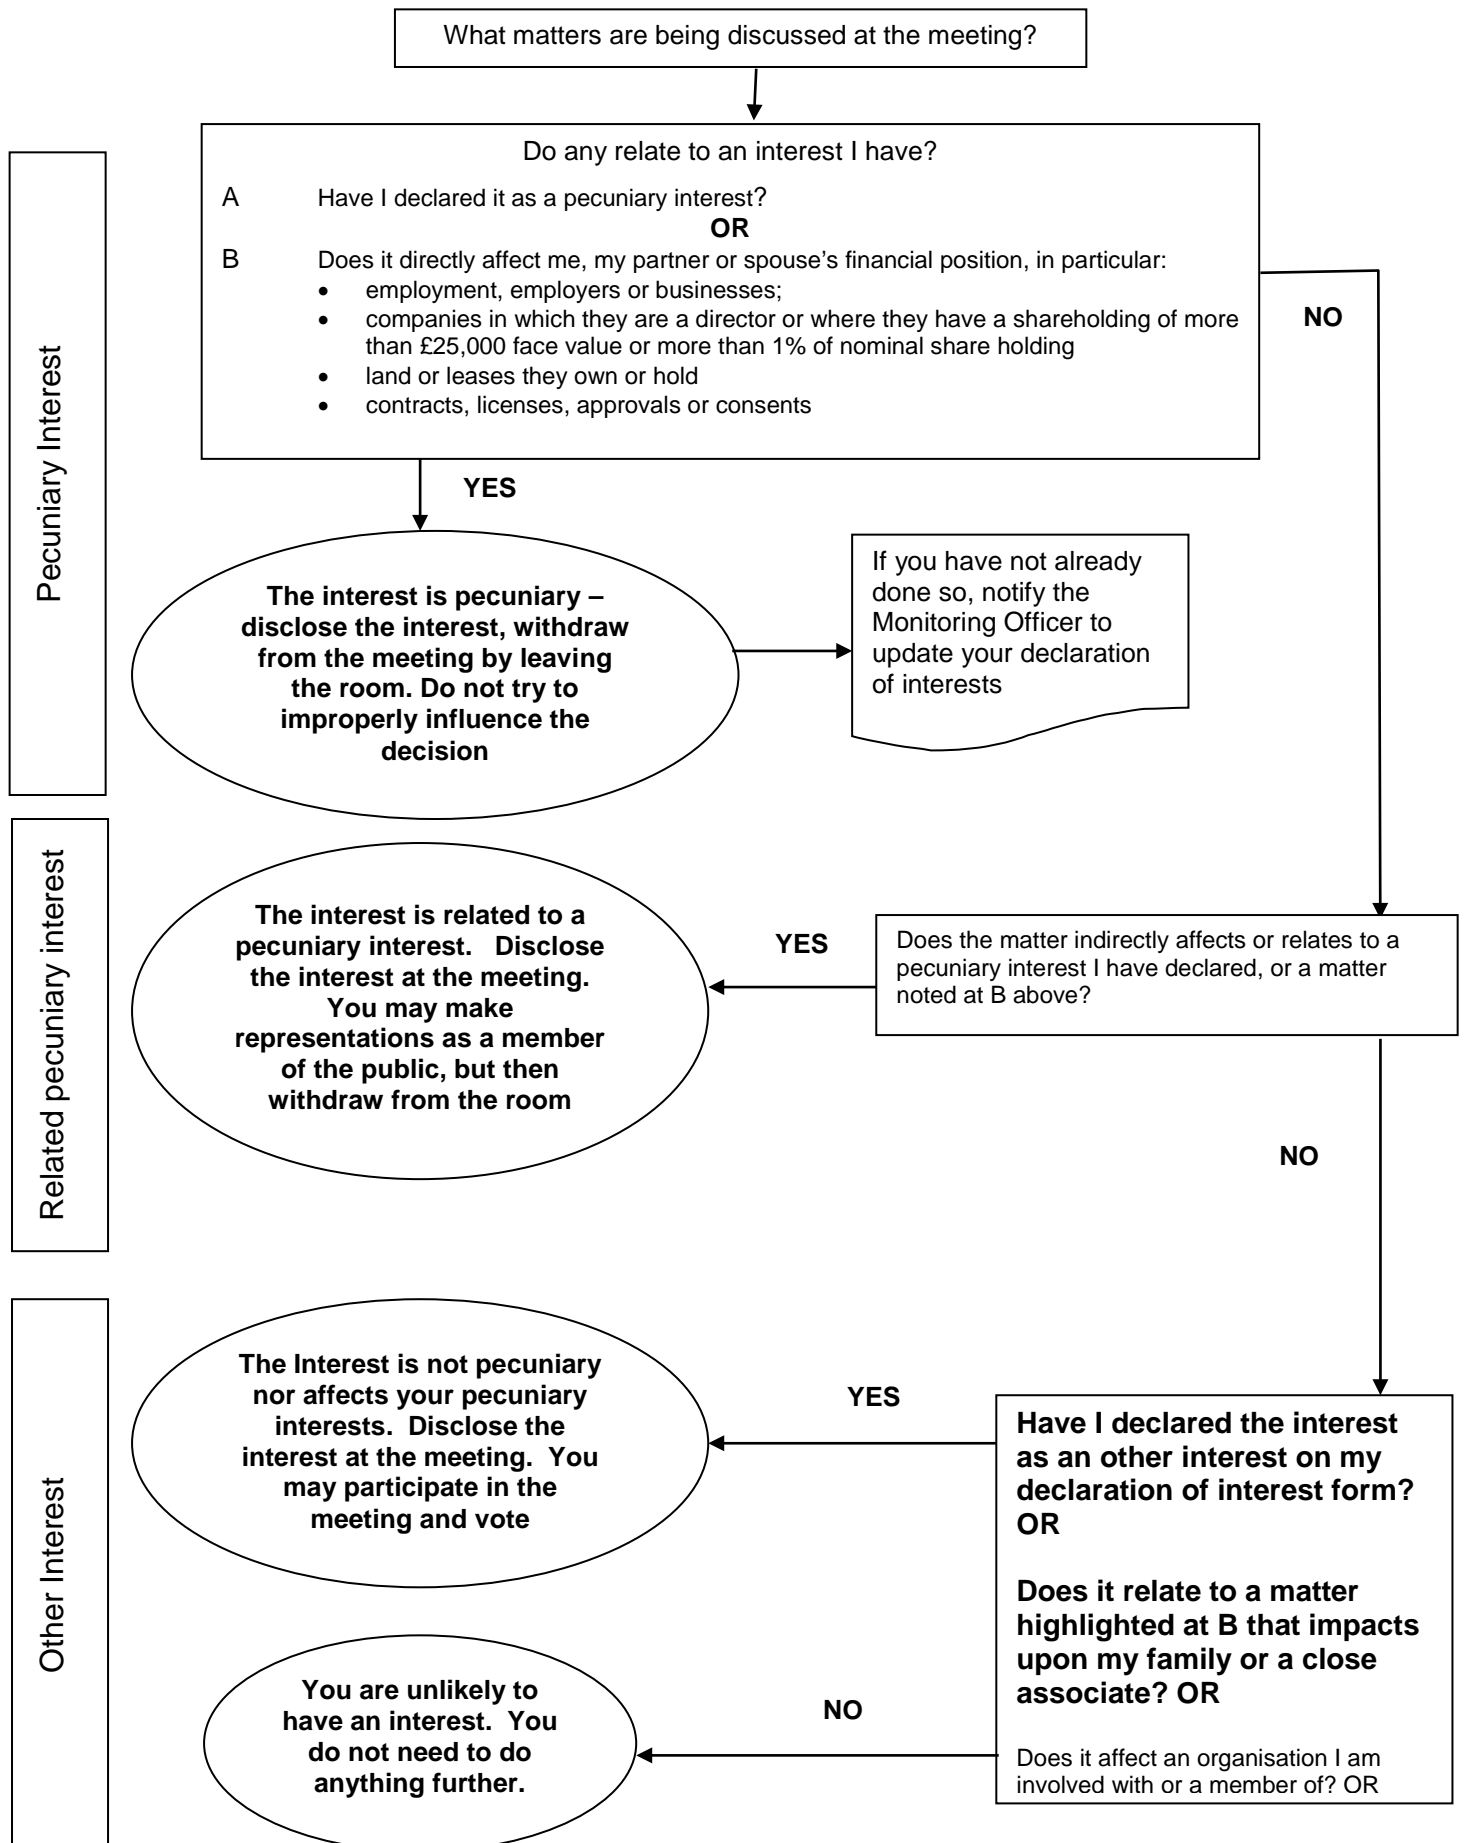 What matters are being discussed at the meeting?
Pecuniary Interest
Do any relate to an interest I have?
A Have I declared it as a pecuniary interest?
OR
B Does it directly affect me, my partner or spouse's financial position, in particular:
• employment, employers or businesses;
• companies in which they are a director or where they have a shareholding of more
than £25,000 face value or more than 1% of nominal share holding
• land or leases they own or hold
• contracts, licenses, approvals or consents
NO
YES
The interest is pecuniary –
disclose the interest, withdraw
from the meeting by leaving
the room. Do not try to
improperly influence the
decision
If you have not already
done so, notify the
Monitoring Officer to
update your declaration
of interests
Related pecuniary interest
The interest is related to a
pecuniary interest. Disclose
the interest at the meeting.
You may make
representations as a member
of the public, but then
withdraw from the room
YES
Does the matter indirectly affects or relates to a
pecuniary interest I have declared, or a matter
noted at B above?
NO
Other Interest
The Interest is not pecuniary
nor affects your pecuniary
interests. Disclose the
interest at the meeting. You
may participate in the
meeting and vote
YES
Have I declared the interest
as an other interest on my
declaration of interest form?
OR
Does it relate to a matter
highlighted at B that impacts
upon my family or a close
associate? OR
Does it affect an organisation I am
involved with or a member of? OR
NO
You are unlikely to
have an interest. You
do not need to do
anything further.